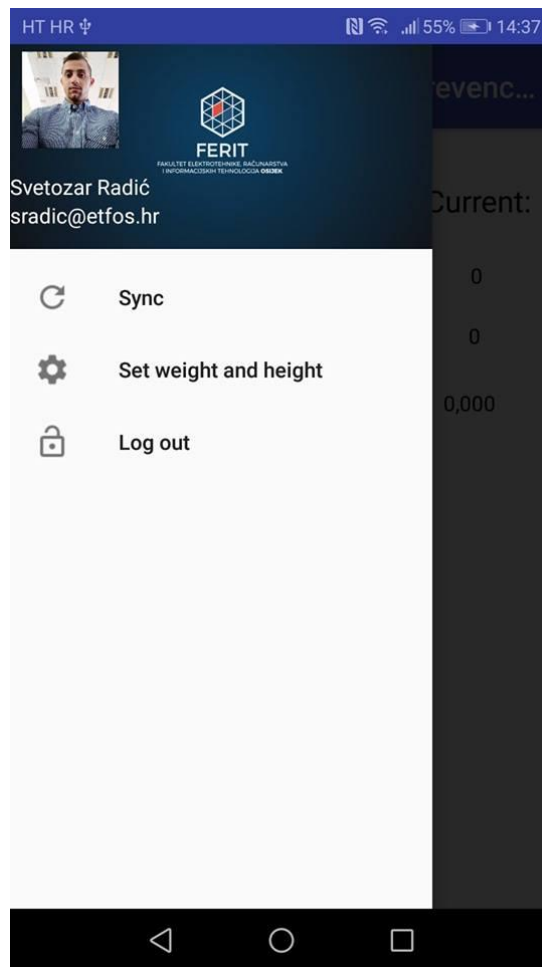 HT HR 55% 14:37
evenc...
FERIT
FAKULTET ELEKTROTEHNIKE, RAČUNARSTVA
I INFORMACIJSKIH TEHNOLOGIJA OSIJEK
Svetozar Radić
sradic@etfos.hr
Current:
0
Sync
0
Set weight and height
0,000
Log out